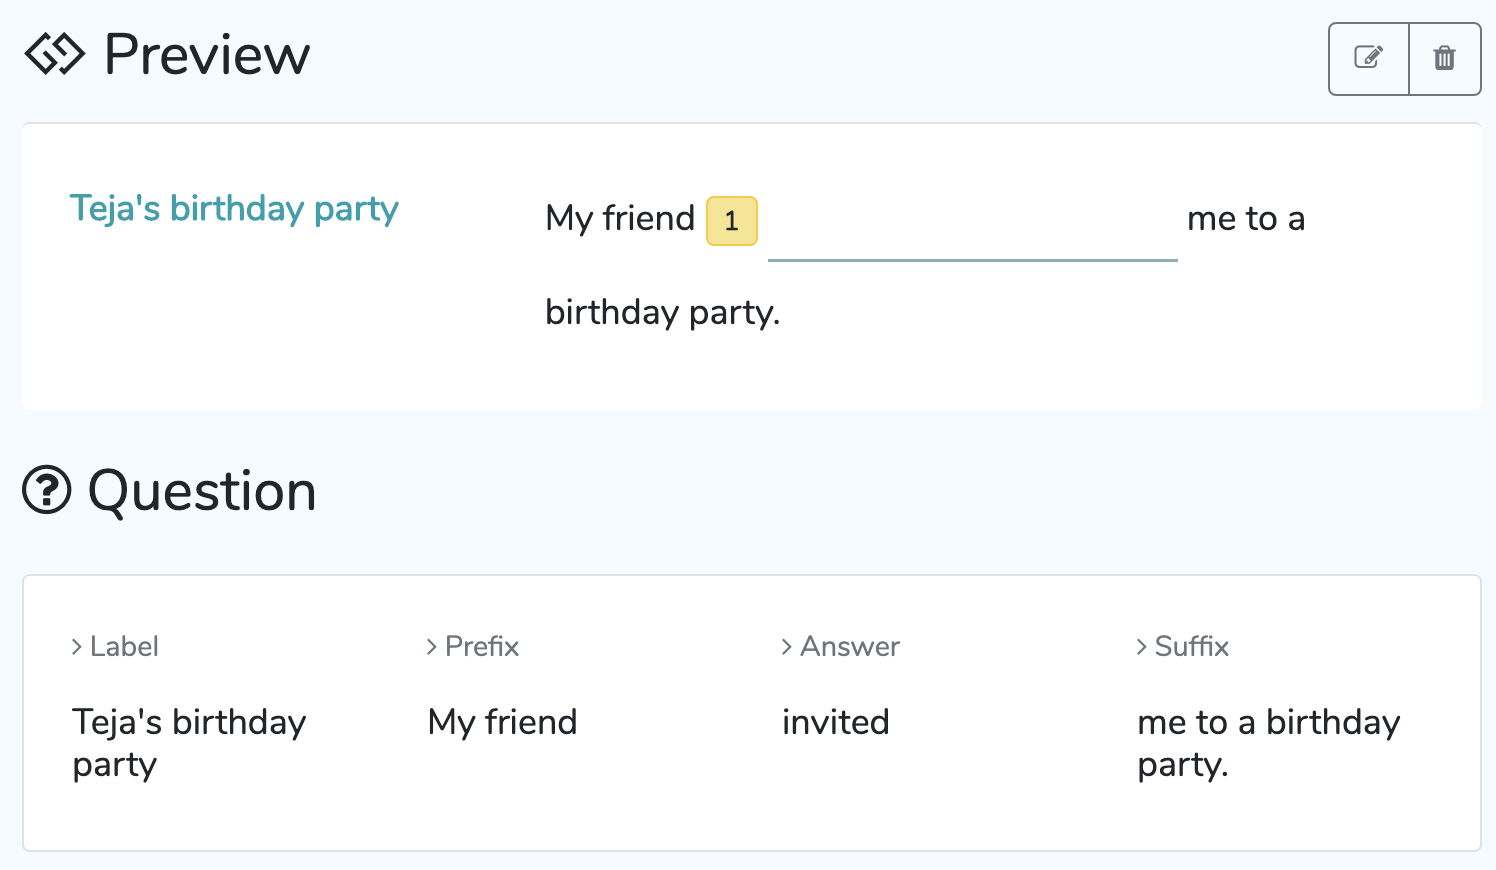 Preview
Teja's birthday party
My friend 1 me to a
birthday party.
Question
Label
Prefix
Answer
Suffix
Teja's birthday
party
My friend
invited
me to a birthday
party.